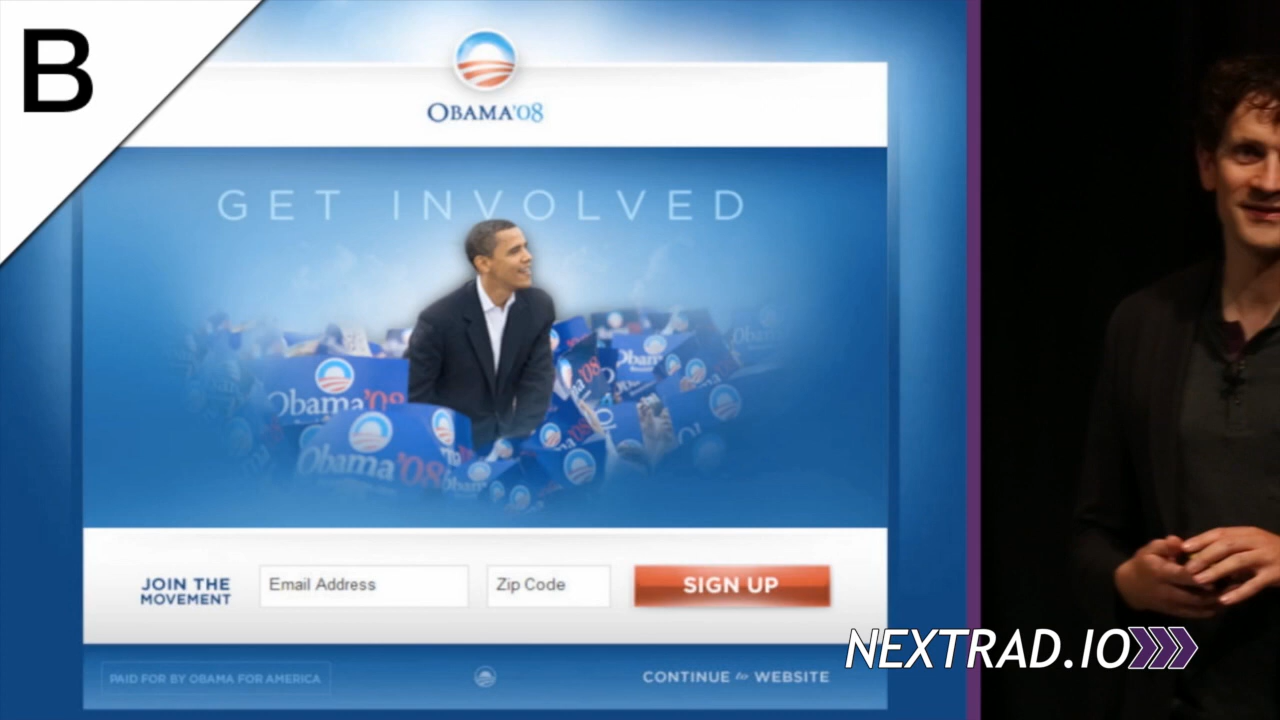 B
OBAMA'08
GET INVOLVED
Obama'08
Obama'08
JOIN THE
MOVEMENT
Email Address
Zip Code
SIGN UP
PAID FOR BY OBAMA FOR AMERICA
CONTINUE to WEBSITE
NEXTRAD.IO